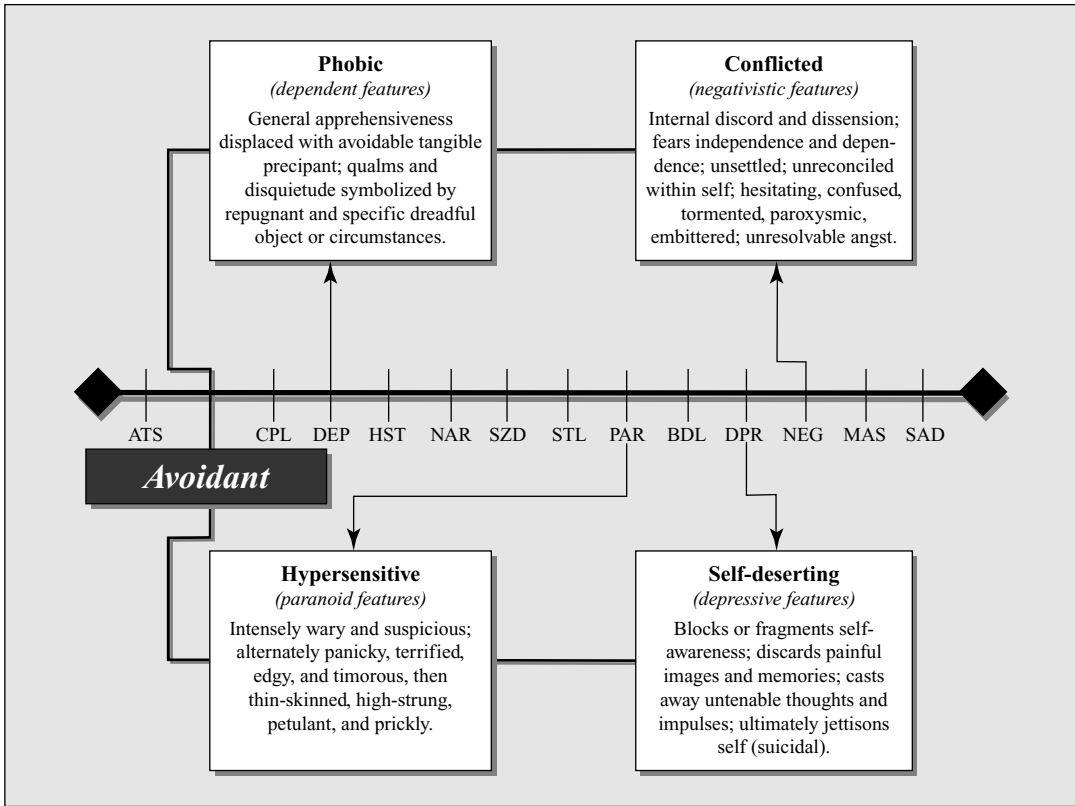 Phobic
(dependent features)
General apprehensiveness
displaced with avoidable tangible
precipant; qualms and
disquietude symbolized by
repugnant and specific dreadful
object or circumstances.
Conflicted
(negativistic features)
Internal discord and dissension;
fears independence and depen-
dence; unsettled; unreconciled
within self; hesitating, confused,
tormented, paroxysmic,
embittered; unresolvable angst.
ATS CPL DEP HST NAR SZD STL PAR BDL DPR NEG MAS SAD
Avoidant
Hypersensitive
(paranoid features)
Intensely wary and suspicious;
alternately panicky, terrified,
edgy, and timorous, then
thin-skinned, high-strung,
petulant, and prickly.
Self-deserting
(depressive features)
Blocks or fragments self-
awareness; discards painful
images and memories; casts
away untenable thoughts and
impulses; ultimately jettisons
self (suicidal).